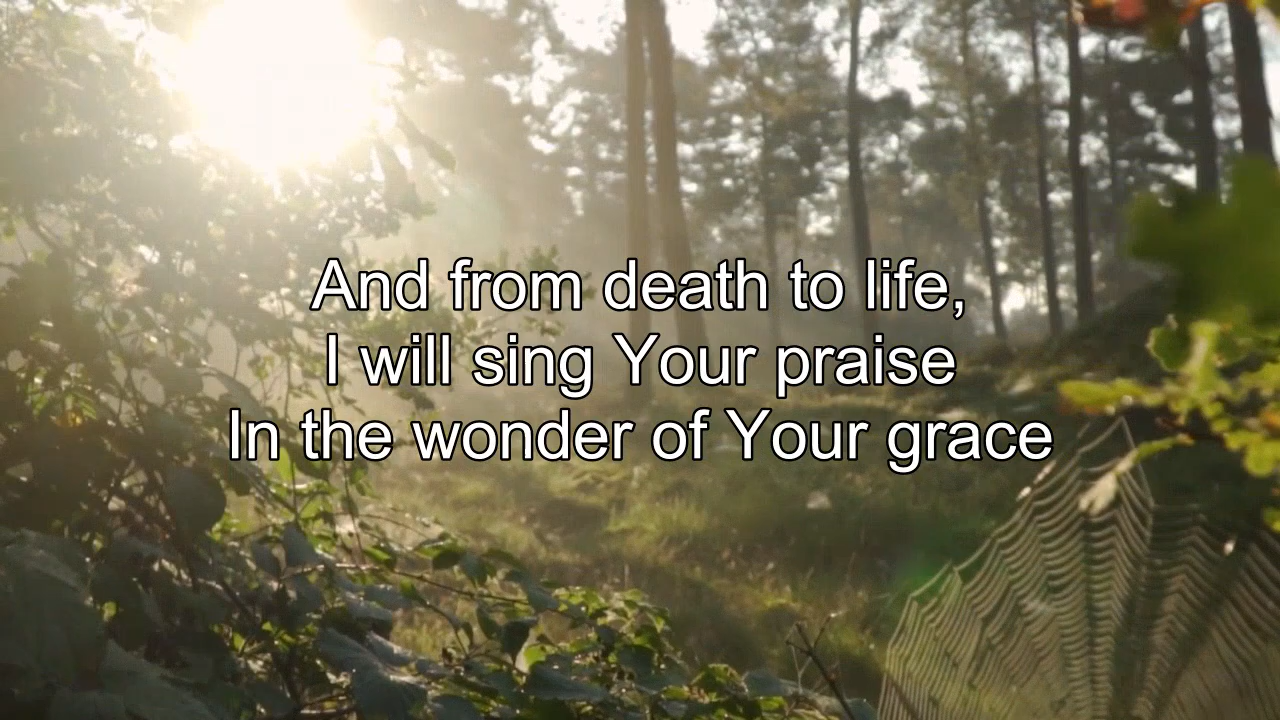 And from death to life,
I will sing Your praise
In the wonder of Your grace